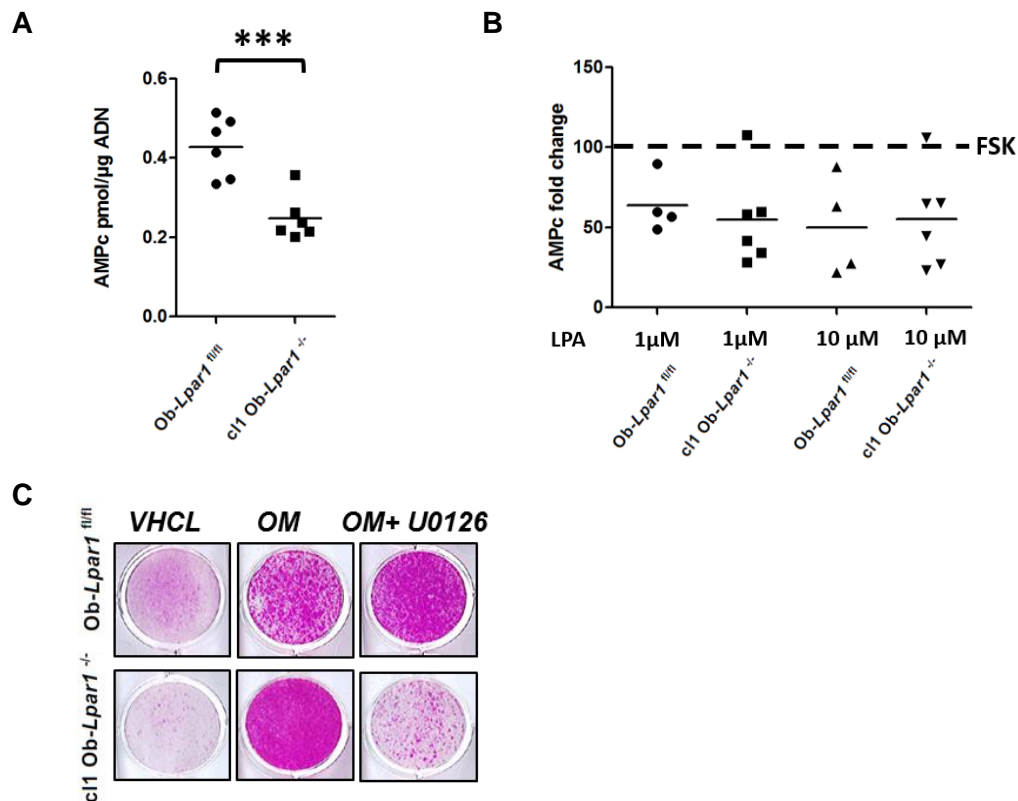 A
***
AMPc pmol/µg ADN
0.6
0.4
0.2
0.0
Ob-Lpar1 fl/fl
cl1 Ob-Lpar1 -/-
B
AMPc fold change
150
100
50
0
FSK
LPA 1µM 1µM 10 µM 10 µM
Ob-Lpar1 fl/fl
cl1 Ob-Lpar1 -/-
Ob-Lpar1 fl/fl
cl1 Ob-Lpar1 -/-
C
VHCL OM OM+ U0126
Ob-Lpar1 fl/fl
cl1 Ob-Lpar1 -/-